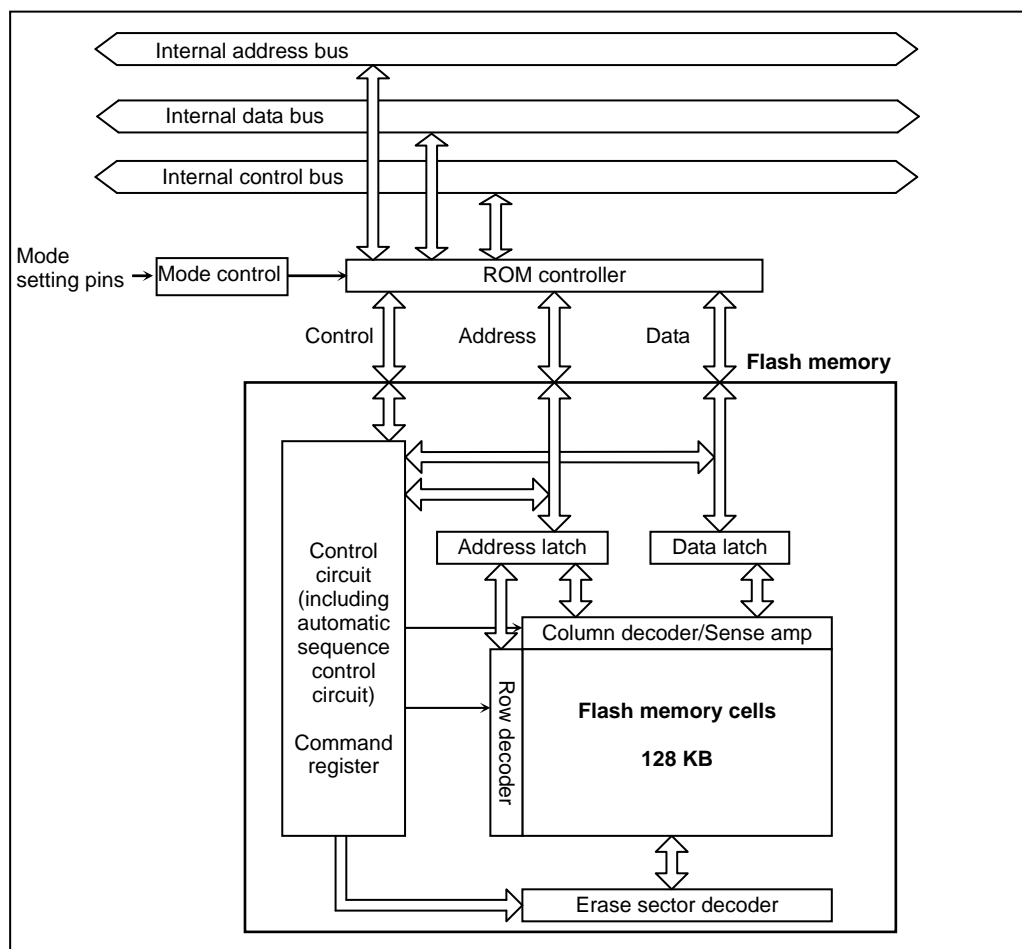 Internal address bus
Internal data bus
Internal control bus
Mode
setting pins
Mode control
ROM controller
Control
Address
Data
Flash memory
Control
circuit
(including
automatic
sequence
control
circuit)
Command
register
Address latch
Data latch
Column decoder/Sense amp
Row decoder
Flash memory cells
128 KB
Erase sector decoder